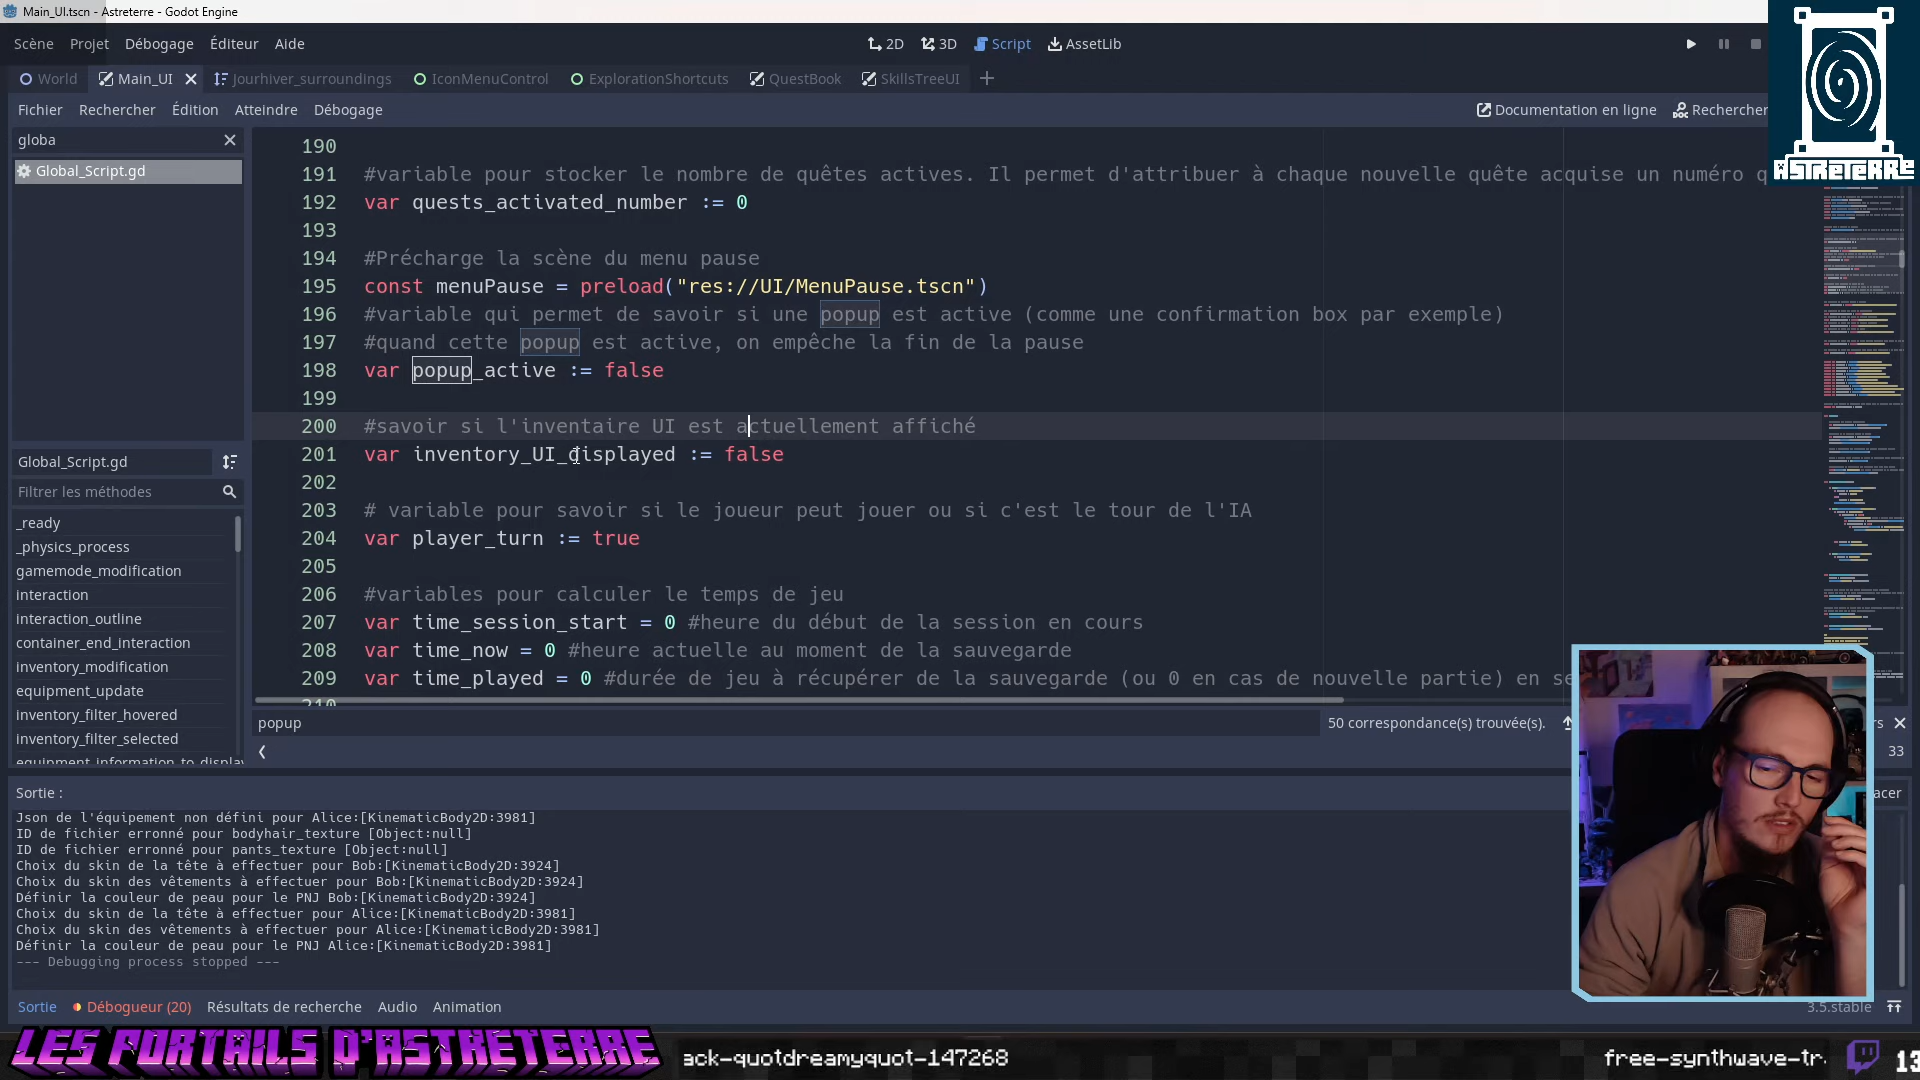 Main_UI.tscn - Astreterre - Godot Engine
Scène Projet Débogage Éditeur Aide
2D 3D Script AssetLib
World Main_UI Jourhiver_surroundings IconMenuControl ExplorationShortcuts QuestBook SkillsTreeUI
Fichier Rechercher Édition Atteindre Débogage
Documentation en ligne Rechercher
ASTRETERRE
globa
Global_Script.gd
Global_Script.gd
Filtrer les méthodes
_ready
_physics_process
gamemode_modification
interaction
interaction_outline
container_end_interaction
inventory_modification
equipment_update
inventory_filter_hovered
inventory_filter_selected
equipment_information_to_display
190
191 #variable pour stocker le nombre de quêtes actives. Il permet d'attribuer à chaque nouvelle quête acquise un numéro q
192 var quests_activated_number := 0
193
194 #Précharge la scène du menu pause
195 const menuPause = preload("res://UI/MenuPause.tscn")
196 #variable qui permet de savoir si une popup est active (comme une confirmation box par exemple)
197 #quand cette popup est active, on empêche la fin de la pause
198 var popup_active := false
199
200 #savoir si l'inventaire UI est actuellement affiché
201 var inventory_UI_displayed := false
202
203 # variable pour savoir si le joueur peut jouer ou si c'est le tour de l'IA
204 var player_turn := true
205
206 #variables pour calculer le temps de jeu
207 var time_session_start = 0 #heure du début de la session en cours
208 var time_now = 0 #heure actuelle au moment de la sauvegarde
209 var time_played = 0 #durée de jeu à récupérer de la sauvegarde (ou 0 en cas de nouvelle partie) en se
210
popup
50 correspondance(s) trouvée(s).
33
Sortie :
acer
Json de l'équipement non défini pour Alice:[KinematicBody2D:3981]
ID de fichier erronné pour bodyhair_texture [Object:null]
ID de fichier erronné pour pants_texture [Object:null]
Choix du skin de la tête à effectuer pour Bob:[KinematicBody2D:3924]
Choix du skin des vêtements à effectuer pour Bob:[KinematicBody2D:3924]
Définir la couleur de peau pour le PNJ Bob:[KinematicBody2D:3924]
Choix du skin de la tête à effectuer pour Alice:[KinematicBody2D:3981]
Choix du skin des vêtements à effectuer pour Alice:[KinematicBody2D:3981]
Définir la couleur de peau pour le PNJ Alice:[KinematicBody2D:3981]
--- Debugging process stopped ---
Sortie Débogueur (20) Résultats de recherche Audio Animation
3.5.stable
LES PORTAILS D'ASTRETERRE
ack-quotdreamyquot-147268
free-synthwave-tr
13